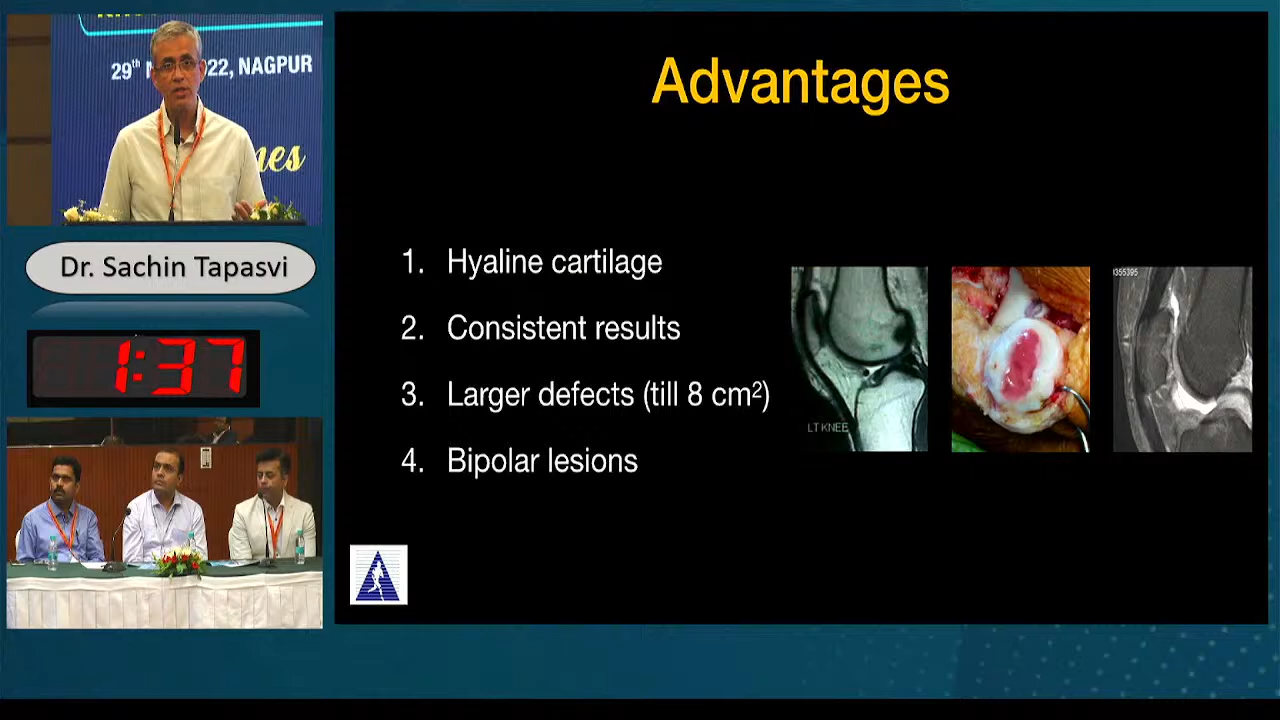 29th
22, NAGPUR
Dr. Sachin Tapasvi
1:37
Advantages
1. Hyaline cartilage
2. Consistent results
3. Larger defects (till 8 cm²)
4. Bipolar lesions
LT KNEE